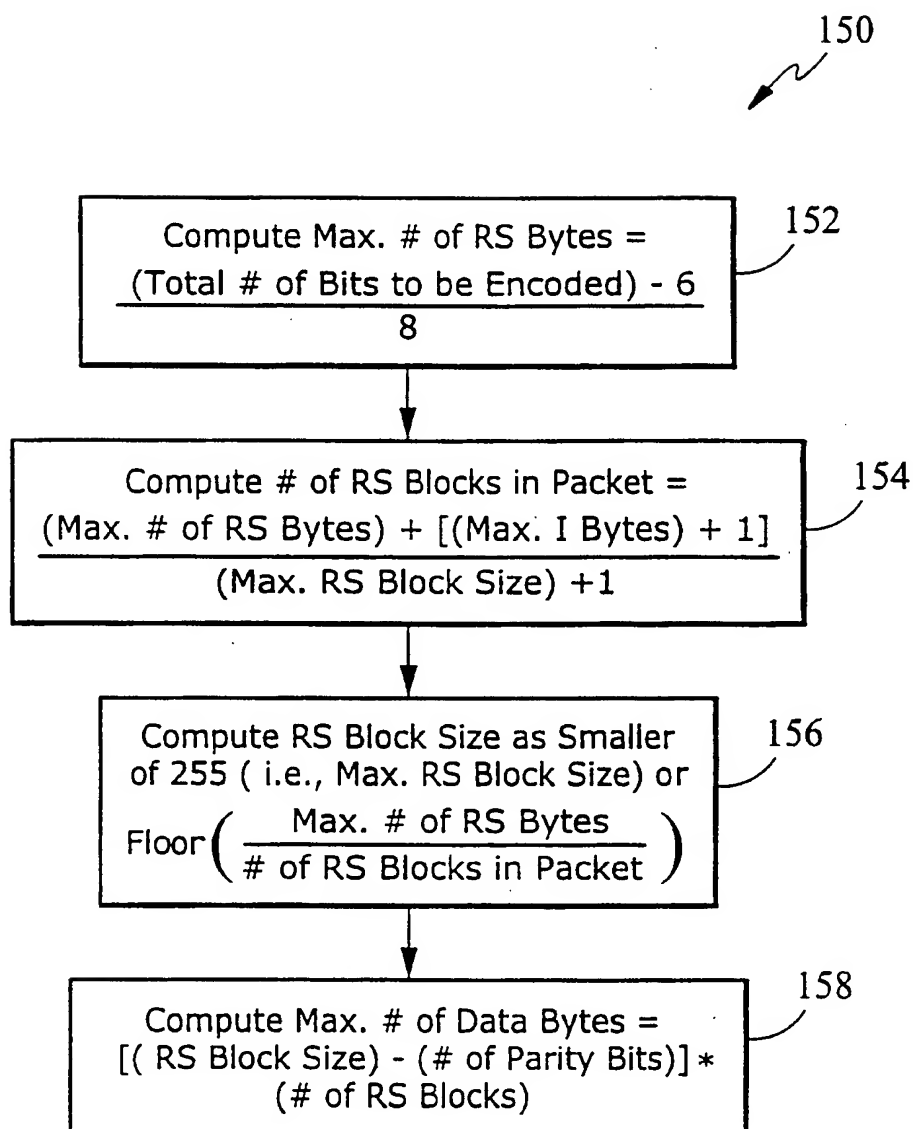 150
152
Compute Max. # of RS Bytes =
(Total # of Bits to be Encoded) - 6
8
154
Compute # of RS Blocks in Packet =
(Max. # of RS Bytes) + [(Max. I Bytes) + 1]
(Max. RS Block Size) +1
156
Compute RS Block Size as Smaller
of 255 ( i.e., Max. RS Block Size) or
Floor( Max. # of RS Bytes )
# of RS Blocks in Packet
158
Compute Max. # of Data Bytes =
[( RS Block Size) - (# of Parity Bits)] *
(# of RS Blocks)